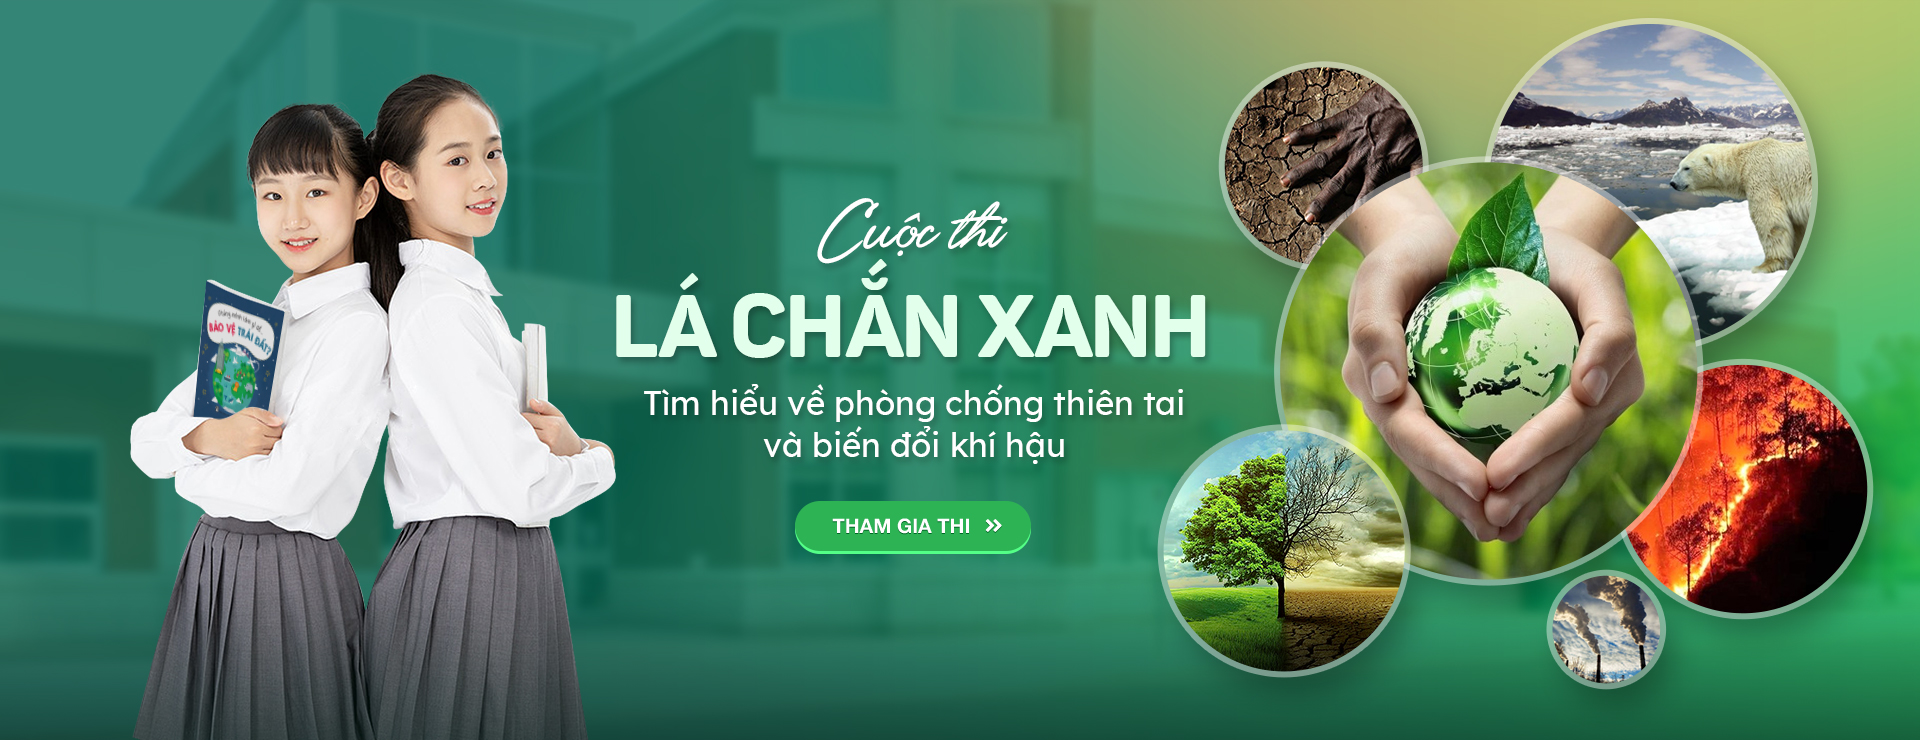 Cuộc thi
LÁ CHẮN XANH
Tìm hiểu về phòng chống thiên tai
và biến đổi khí hậu
THAM GIA THI
BẢO VỆ TRÁI ĐẤT?